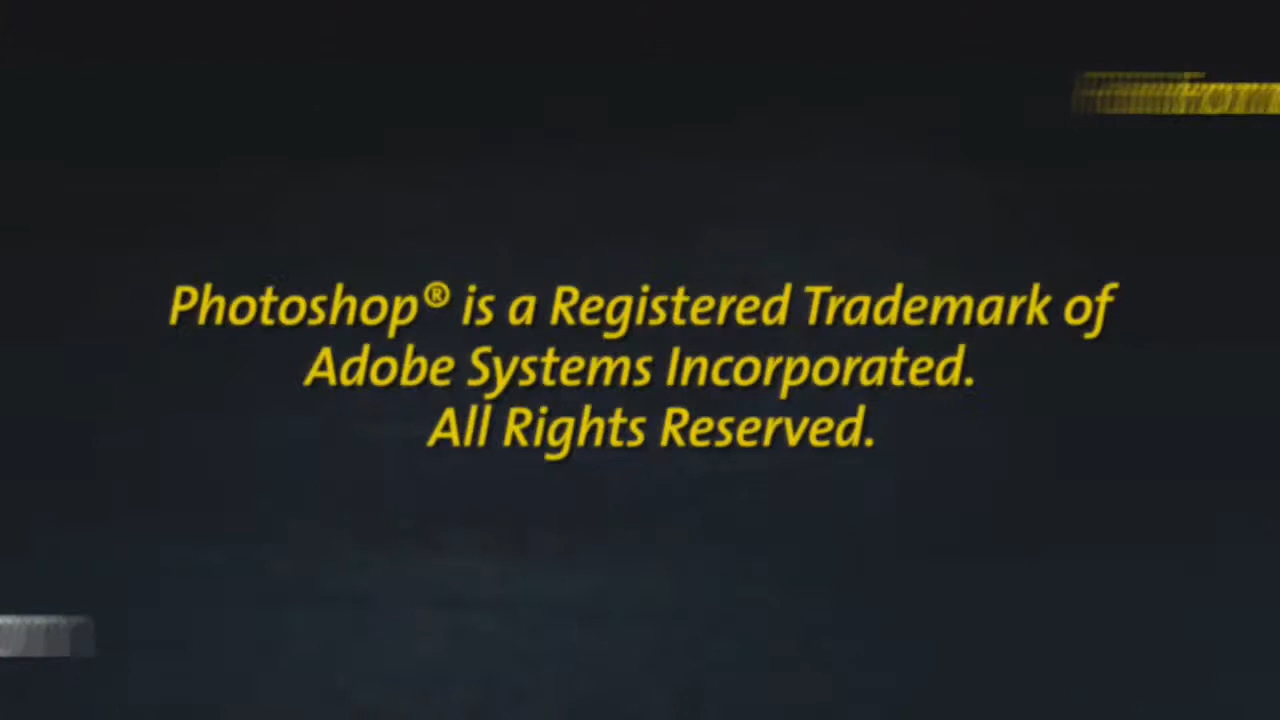 Photoshop® is a Registered Trademark of
Adobe Systems Incorporated.
All Rights Reserved.